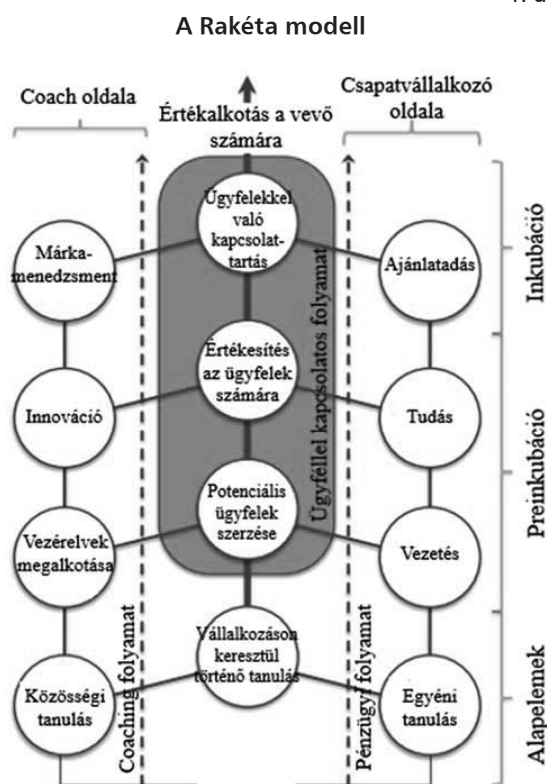 A Rakéta modell
Coach oldala
Értékalkotás a vevő
számára
Csapatvállalkozó
oldala
Ügyfelekkel
való
kapcsolat-
tartás
Márka-
menedzsment
Ajánlatadás
Inkubáció
Értékesítés
az ügyfelek
számára
Innováció
Tudás
Ügyféllel kapcsolatos folyamat
Preinkubáció
Potenciális
ügyfelek
szerzése
Vezérelvek
megalkotása
Vezetés
Vállalkozáson
keresztül
történő tanulás
Közösségi
tanulás
Coaching folyamat
Pénzügyi folyamat
Egyéni
tanulás
Alapelemek